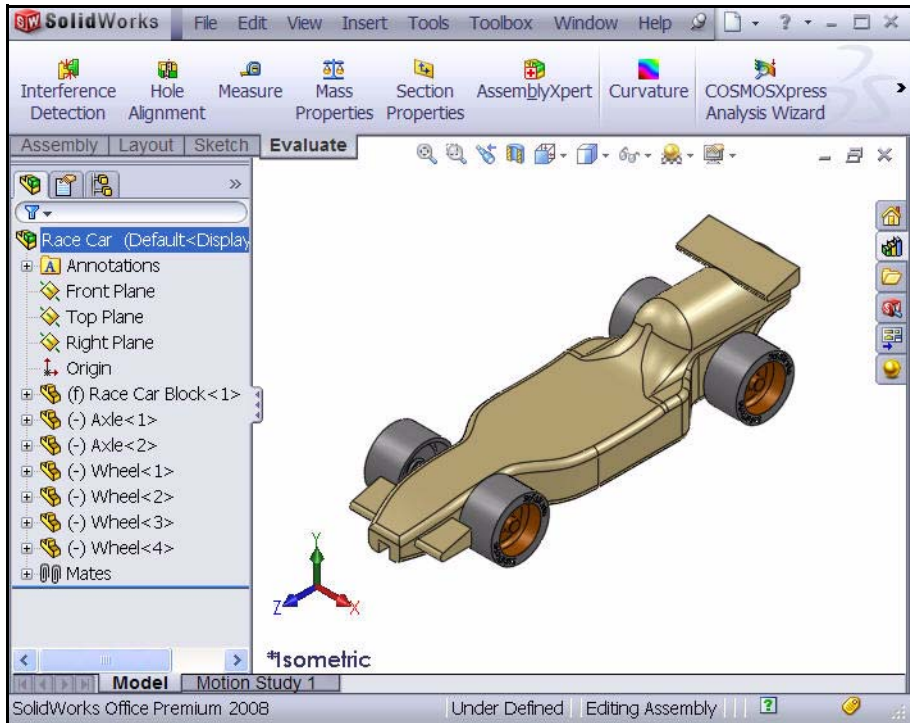 SolidWorks File Edit View Insert Tools Toolbox Window Help
Interference Detection
Hole Alignment
Measure
Mass Properties
Section Properties
AssemblyXpert
Curvature
COSMOSXpress Analysis Wizard
Assembly Layout Sketch Evaluate
Race Car (Default<Display
Annotations
Front Plane
Top Plane
Right Plane
Origin
(f) Race Car Block<1>
(-) Axle<1>
(-) Axle<2>
(-) Wheel<1>
(-) Wheel<2>
(-) Wheel<3>
(-) Wheel<4>
Mates
Y
Z X
*Isometric
Model Motion Study 1
SolidWorks Office Premium 2008 Under Defined Editing Assembly